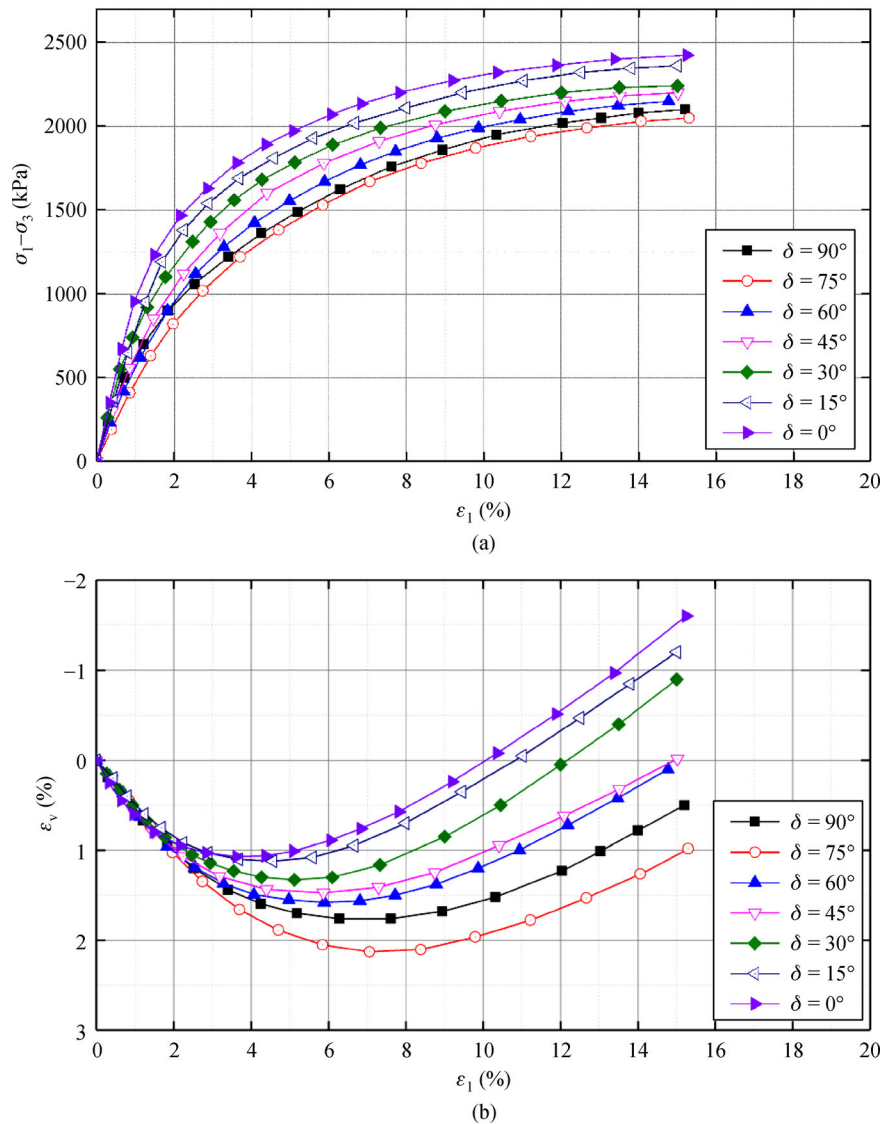 2500
2000
1500
1000
500
0
σ₁–σ₃ (kPa)
δ = 90°
δ = 75°
δ = 60°
δ = 45°
δ = 30°
δ = 15°
δ = 0°
0 2 4 6 8 10 12 14 16 18 20
ε₁ (%)
(a)
−2
−1
0
1
2
3
εᵥ (%)
δ = 90°
δ = 75°
δ = 60°
δ = 45°
δ = 30°
δ = 15°
δ = 0°
0 2 4 6 8 10 12 14 16 18 20
ε₁ (%)
(b)